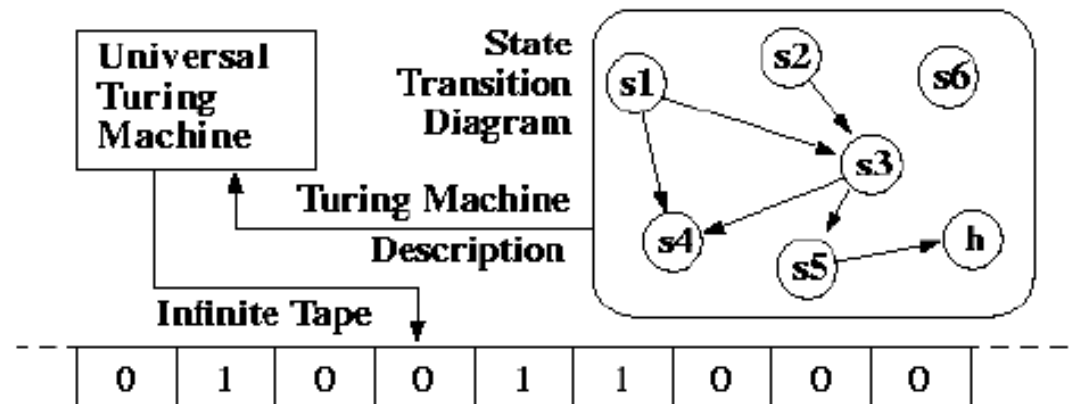 Universal
Turing
Machine
State
Transition
Diagram
s1
s2
s6
s3
s4
s5
h
Turing Machine
Description
Infinite Tape
0 1 0 0 1 1 0 0 0